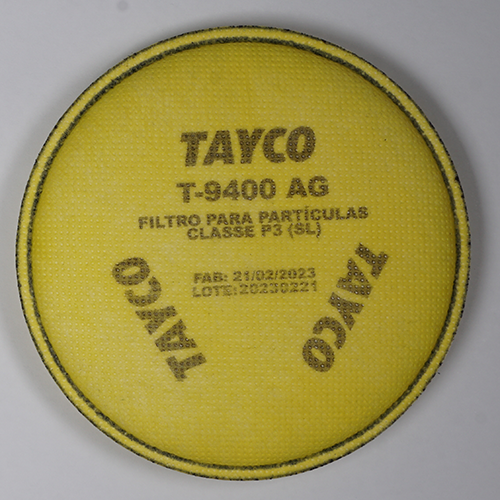 TAYCO
T-9400 AG
FILTRO PARA PARTÍCULAS
CLASSE P3 (SL)
FAB: 21/02/2023
LOTE: 20230221
TAYCO
TAYCO